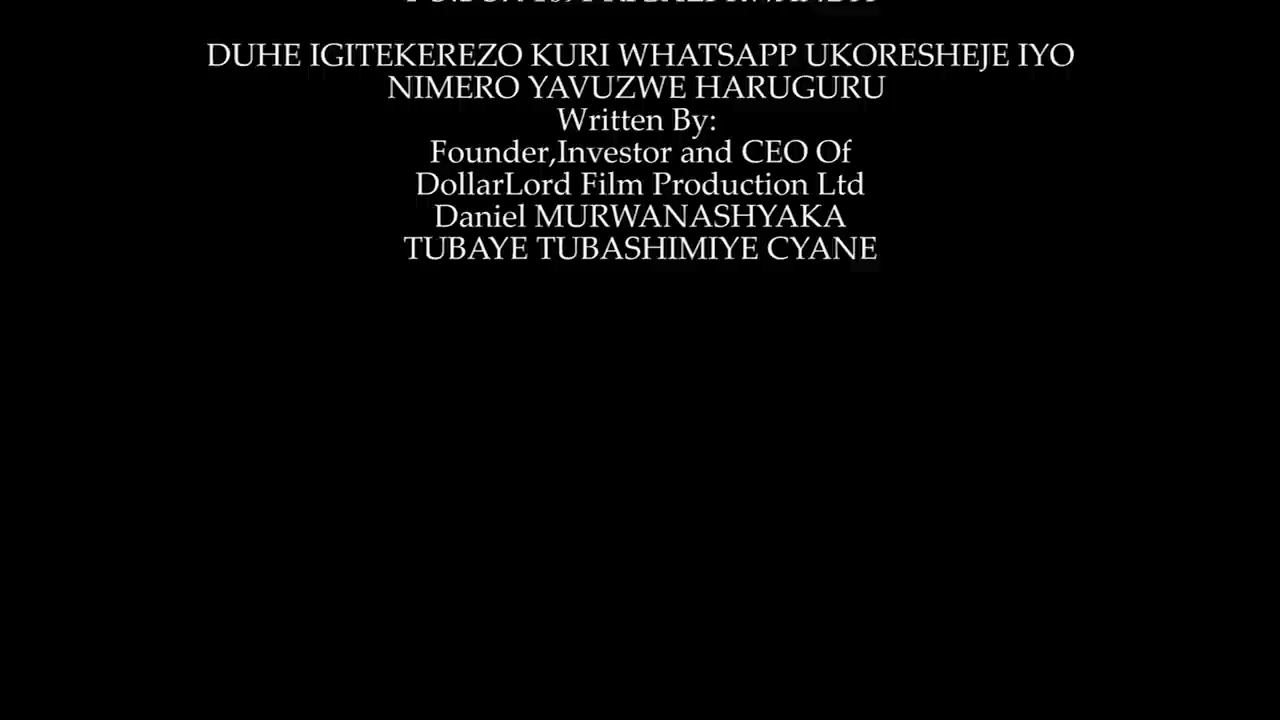 DUHE IGITEKEREZO KURI WHATSAPP UKORESHEJE IYO
NIMERO YAVUZWE HARUGURU
Written By:
Founder,Investor and CEO Of
DollarLord Film Production Ltd
Daniel MURWANASHYAKA
TUBAYE TUBASHIMIYE CYANE